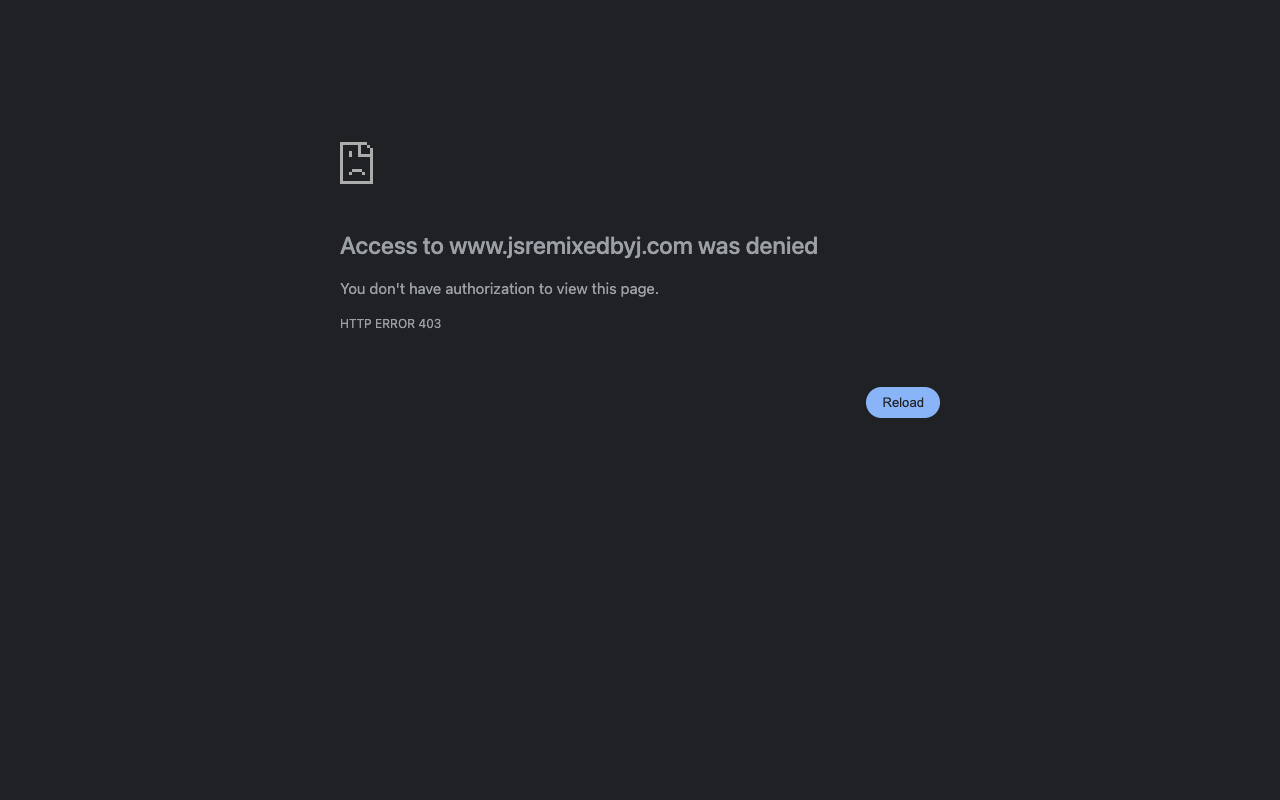 Access to www.jsremixedbyj.com was denied
You don't have authorization to view this page.
HTTP ERROR 403
Reload